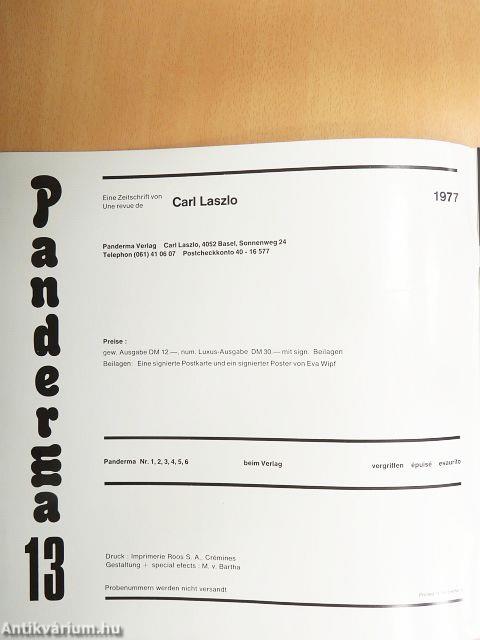 Panderma
13
Eine Zeitschrift von
Une revue de
Carl Laszlo
1977
Panderma Verlag Carl Laszlo, 4052 Basel, Sonnenweg 24
Telephon (061) 41 06 07 Postcheckkonto 40 - 16 577
Preise :
gew. Ausgabe DM 12.—, num. Luxus-Ausgabe DM 30.— mit sign. Beilagen
Beilagen: Eine signierte Postkarte und ein signierter Poster von Eva Wipf
Panderma Nr. 1, 2, 3, 4, 5, 6 beim Verlag vergriffen épuisé esaurito
Druck : Imprimerie Roos S. A., Crémines
Gestaltung + special efects : M. v. Bartha
Probenummern werden nicht versandt
Printed
Antikvárium.hu
Antikvárium.hu